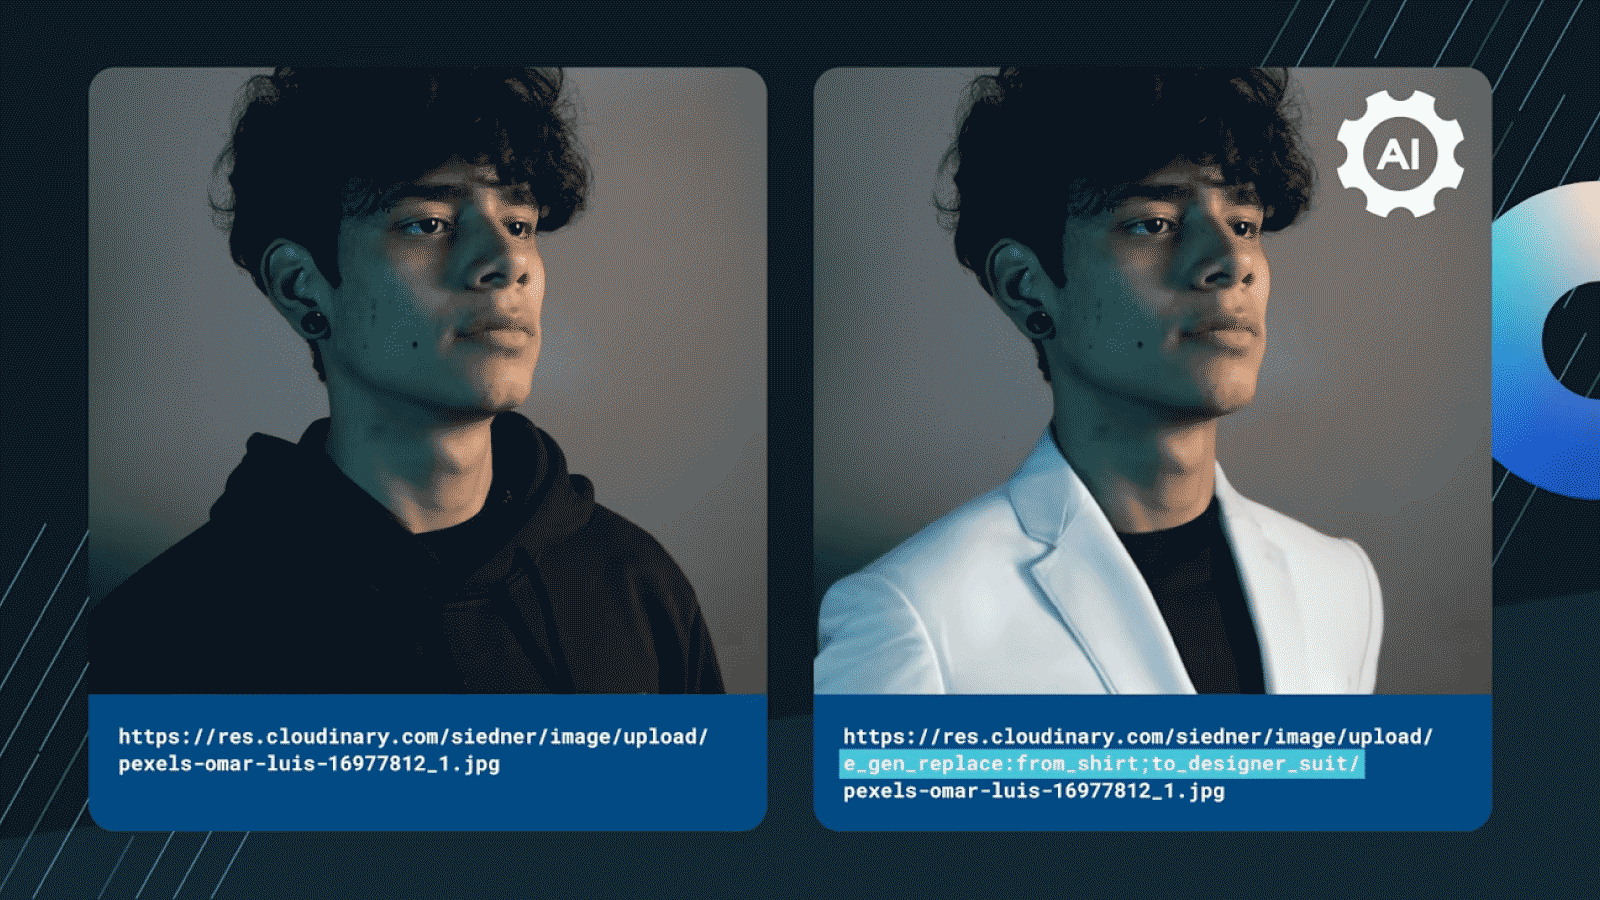 AI
https://res.cloudinary.com/siedner/image/upload/
pexels-omar-luis-16977812_1.jpg
https://res.cloudinary.com/siedner/image/upload/
e_gen_replace:from_shirt;to_designer_suit/
pexels-omar-luis-16977812_1.jpg